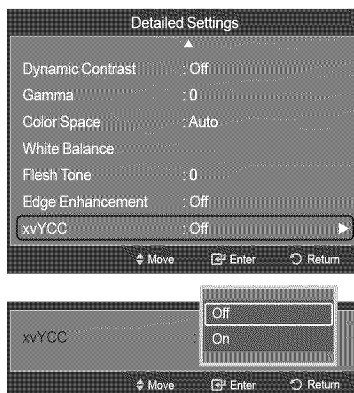 Detailed Settings
▲
Dynamic Contrast : Off
Gamma : 0
Color Space : Auto
White Balance
Flesh Tone : 0
Edge Enhancement : Off
xvYCC : Off ►
Move Enter Return
xvYCC : Off
On
Move Enter Return